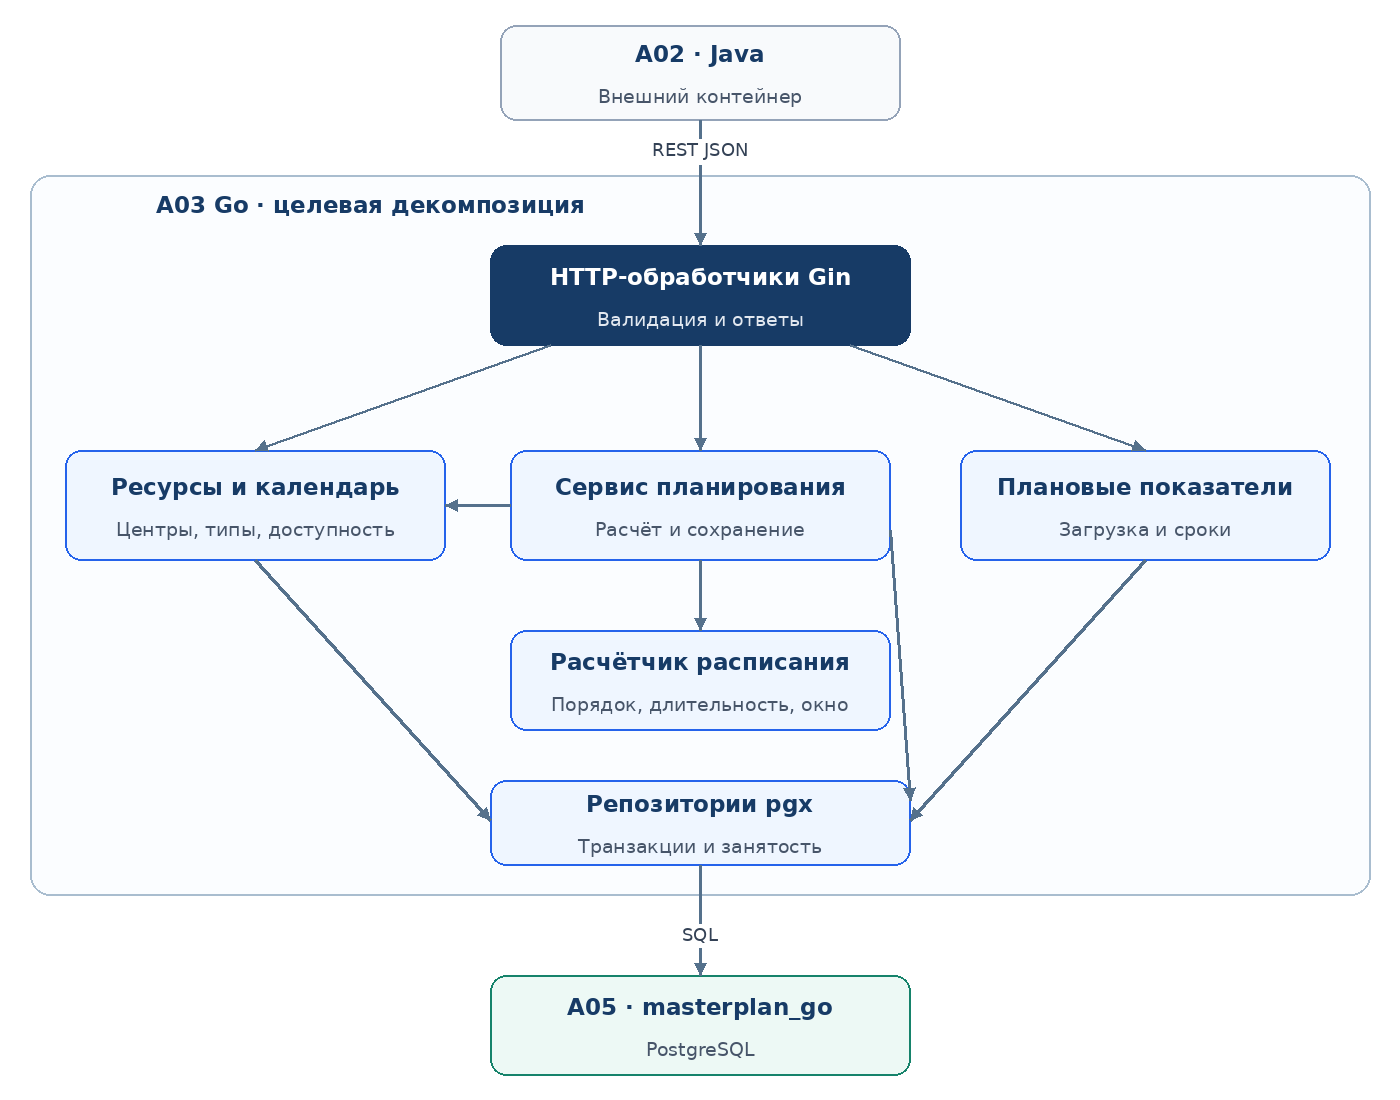 A02 · Java
Внешний контейнер
REST JSON
A03 Go · целевая декомпозиция
HTTP-обработчики Gin
Валидация и ответы
Ресурсы и календарь
Центры, типы, доступность
Сервис планирования
Расчёт и сохранение
Плановые показатели
Загрузка и сроки
Расчётчик расписания
Порядок, длительность, окно
Репозитории pgx
Транзакции и занятость
SQL
A05 · masterplan_go
PostgreSQL